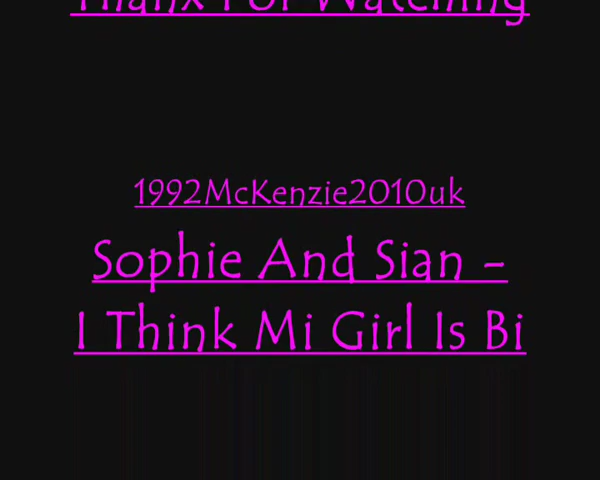 Thanx For Watching
1992McKenzie2010uk
Sophie And Sian -
I Think Mi Girl Is Bi